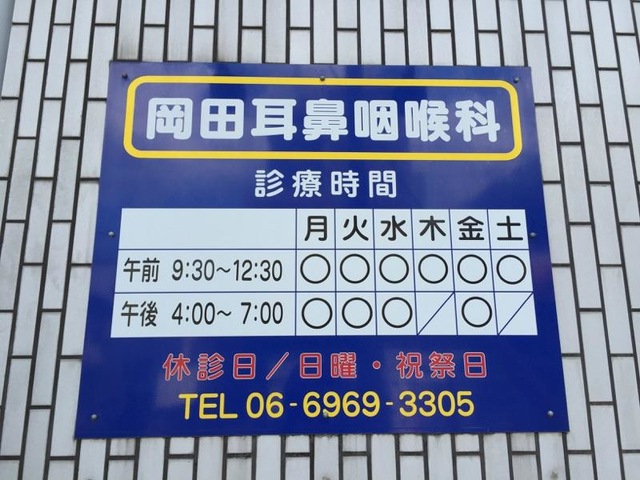 岡田耳鼻咽喉科
診療時間
月 火 水 木 金 土
午前 9:30～12:30 ○ ○ ○ ○ ○ ○
午後 4:00～ 7:00 ○ ○ ○ ／ ○ ／
休診日／日曜・祝祭日
TEL 06-6969-3305